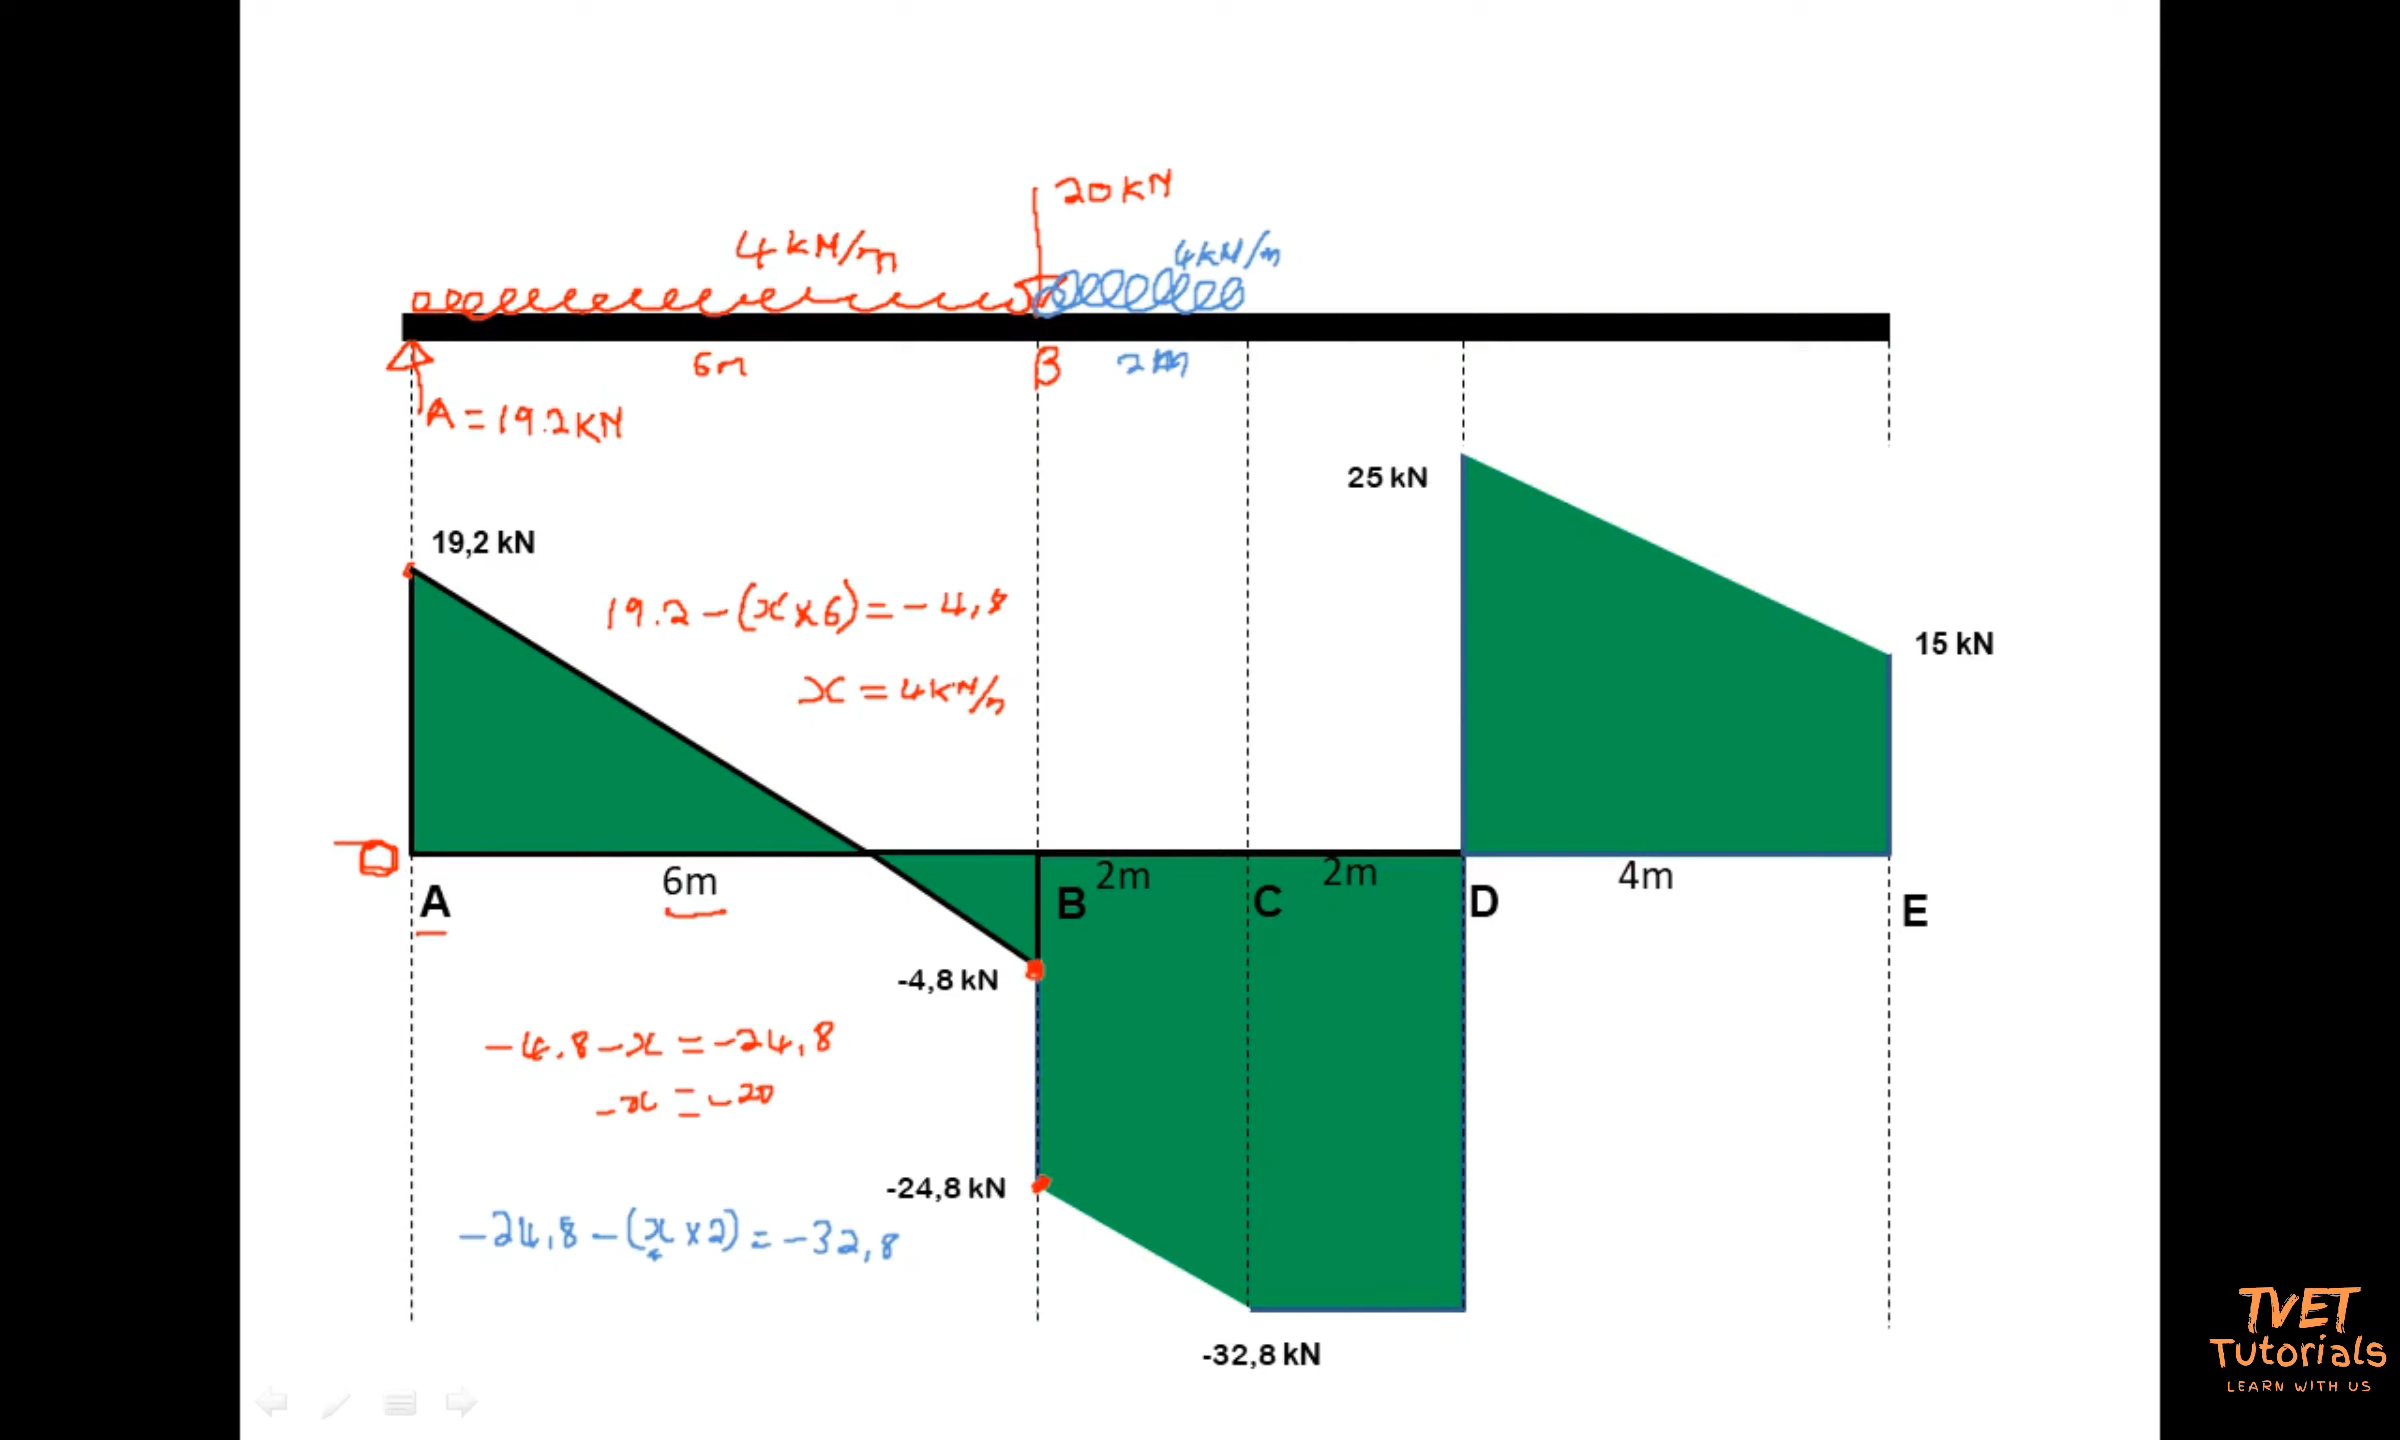 20KN
4KN/m
4KN/m
6m
B
2m
A = 19.2KN
25 kN
19,2 kN
19.2 - (x × 6) = - 4,8
15 kN
x = 4KN/m
0
6m
2m
2m
4m
A
B
C
D
E
-4,8 kN
-4.8 - x = -24,8
-x = -20
-24,8 kN
-24,8 - (x × 2) = -32,8
-32,8 kN
TVET
Tutorials
LEARN WITH US